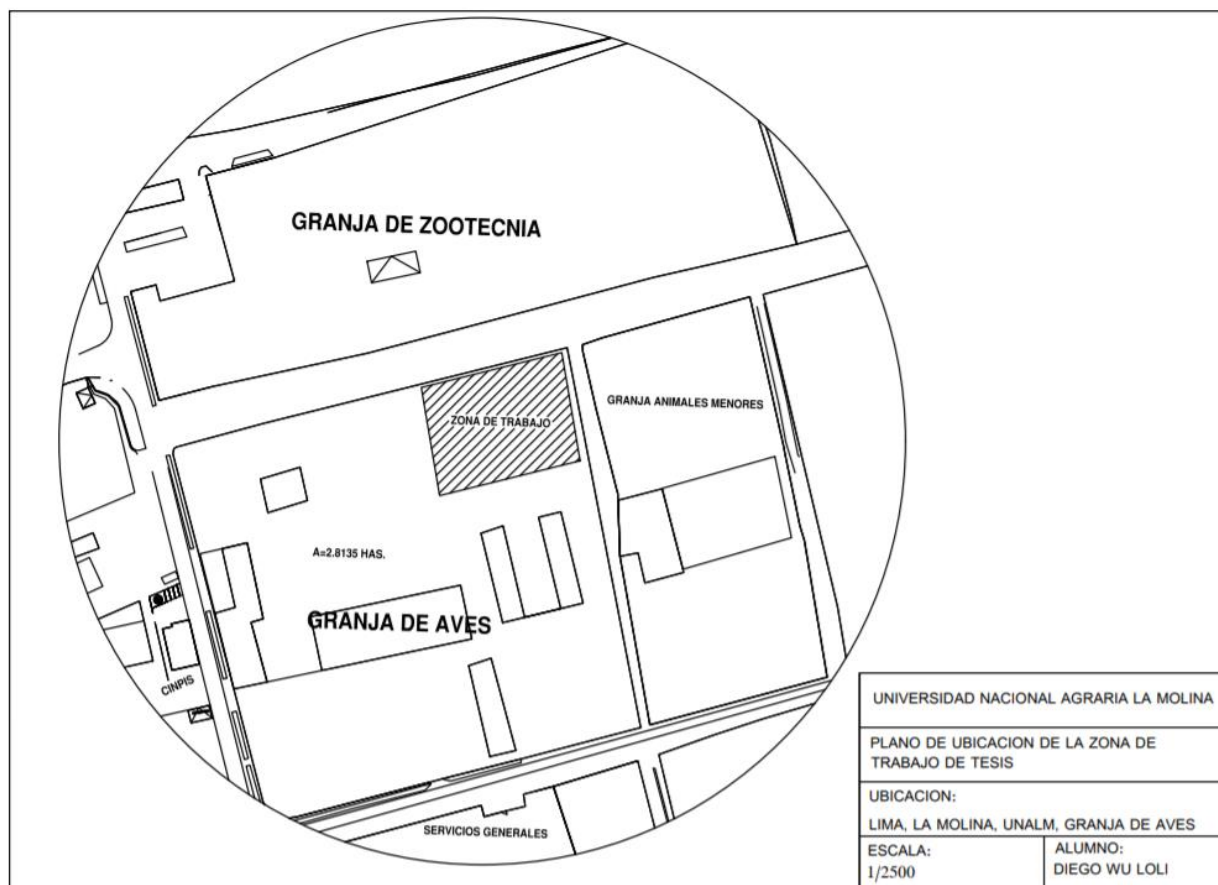 GRANJA DE ZOOTECNIA
GRANJA ANIMALES MENORES
ZONA DE TRABAJO
A=2.8135 HAS.
GRANJA DE AVES
CINPIS
SERVICIOS GENERALES
UNIVERSIDAD NACIONAL AGRARIA LA MOLINA
PLANO DE UBICACION DE LA ZONA DE
TRABAJO DE TESIS
UBICACION:
LIMA, LA MOLINA, UNALM, GRANJA DE AVES
ESCALA:
1/2500
ALUMNO:
DIEGO WU LOLI